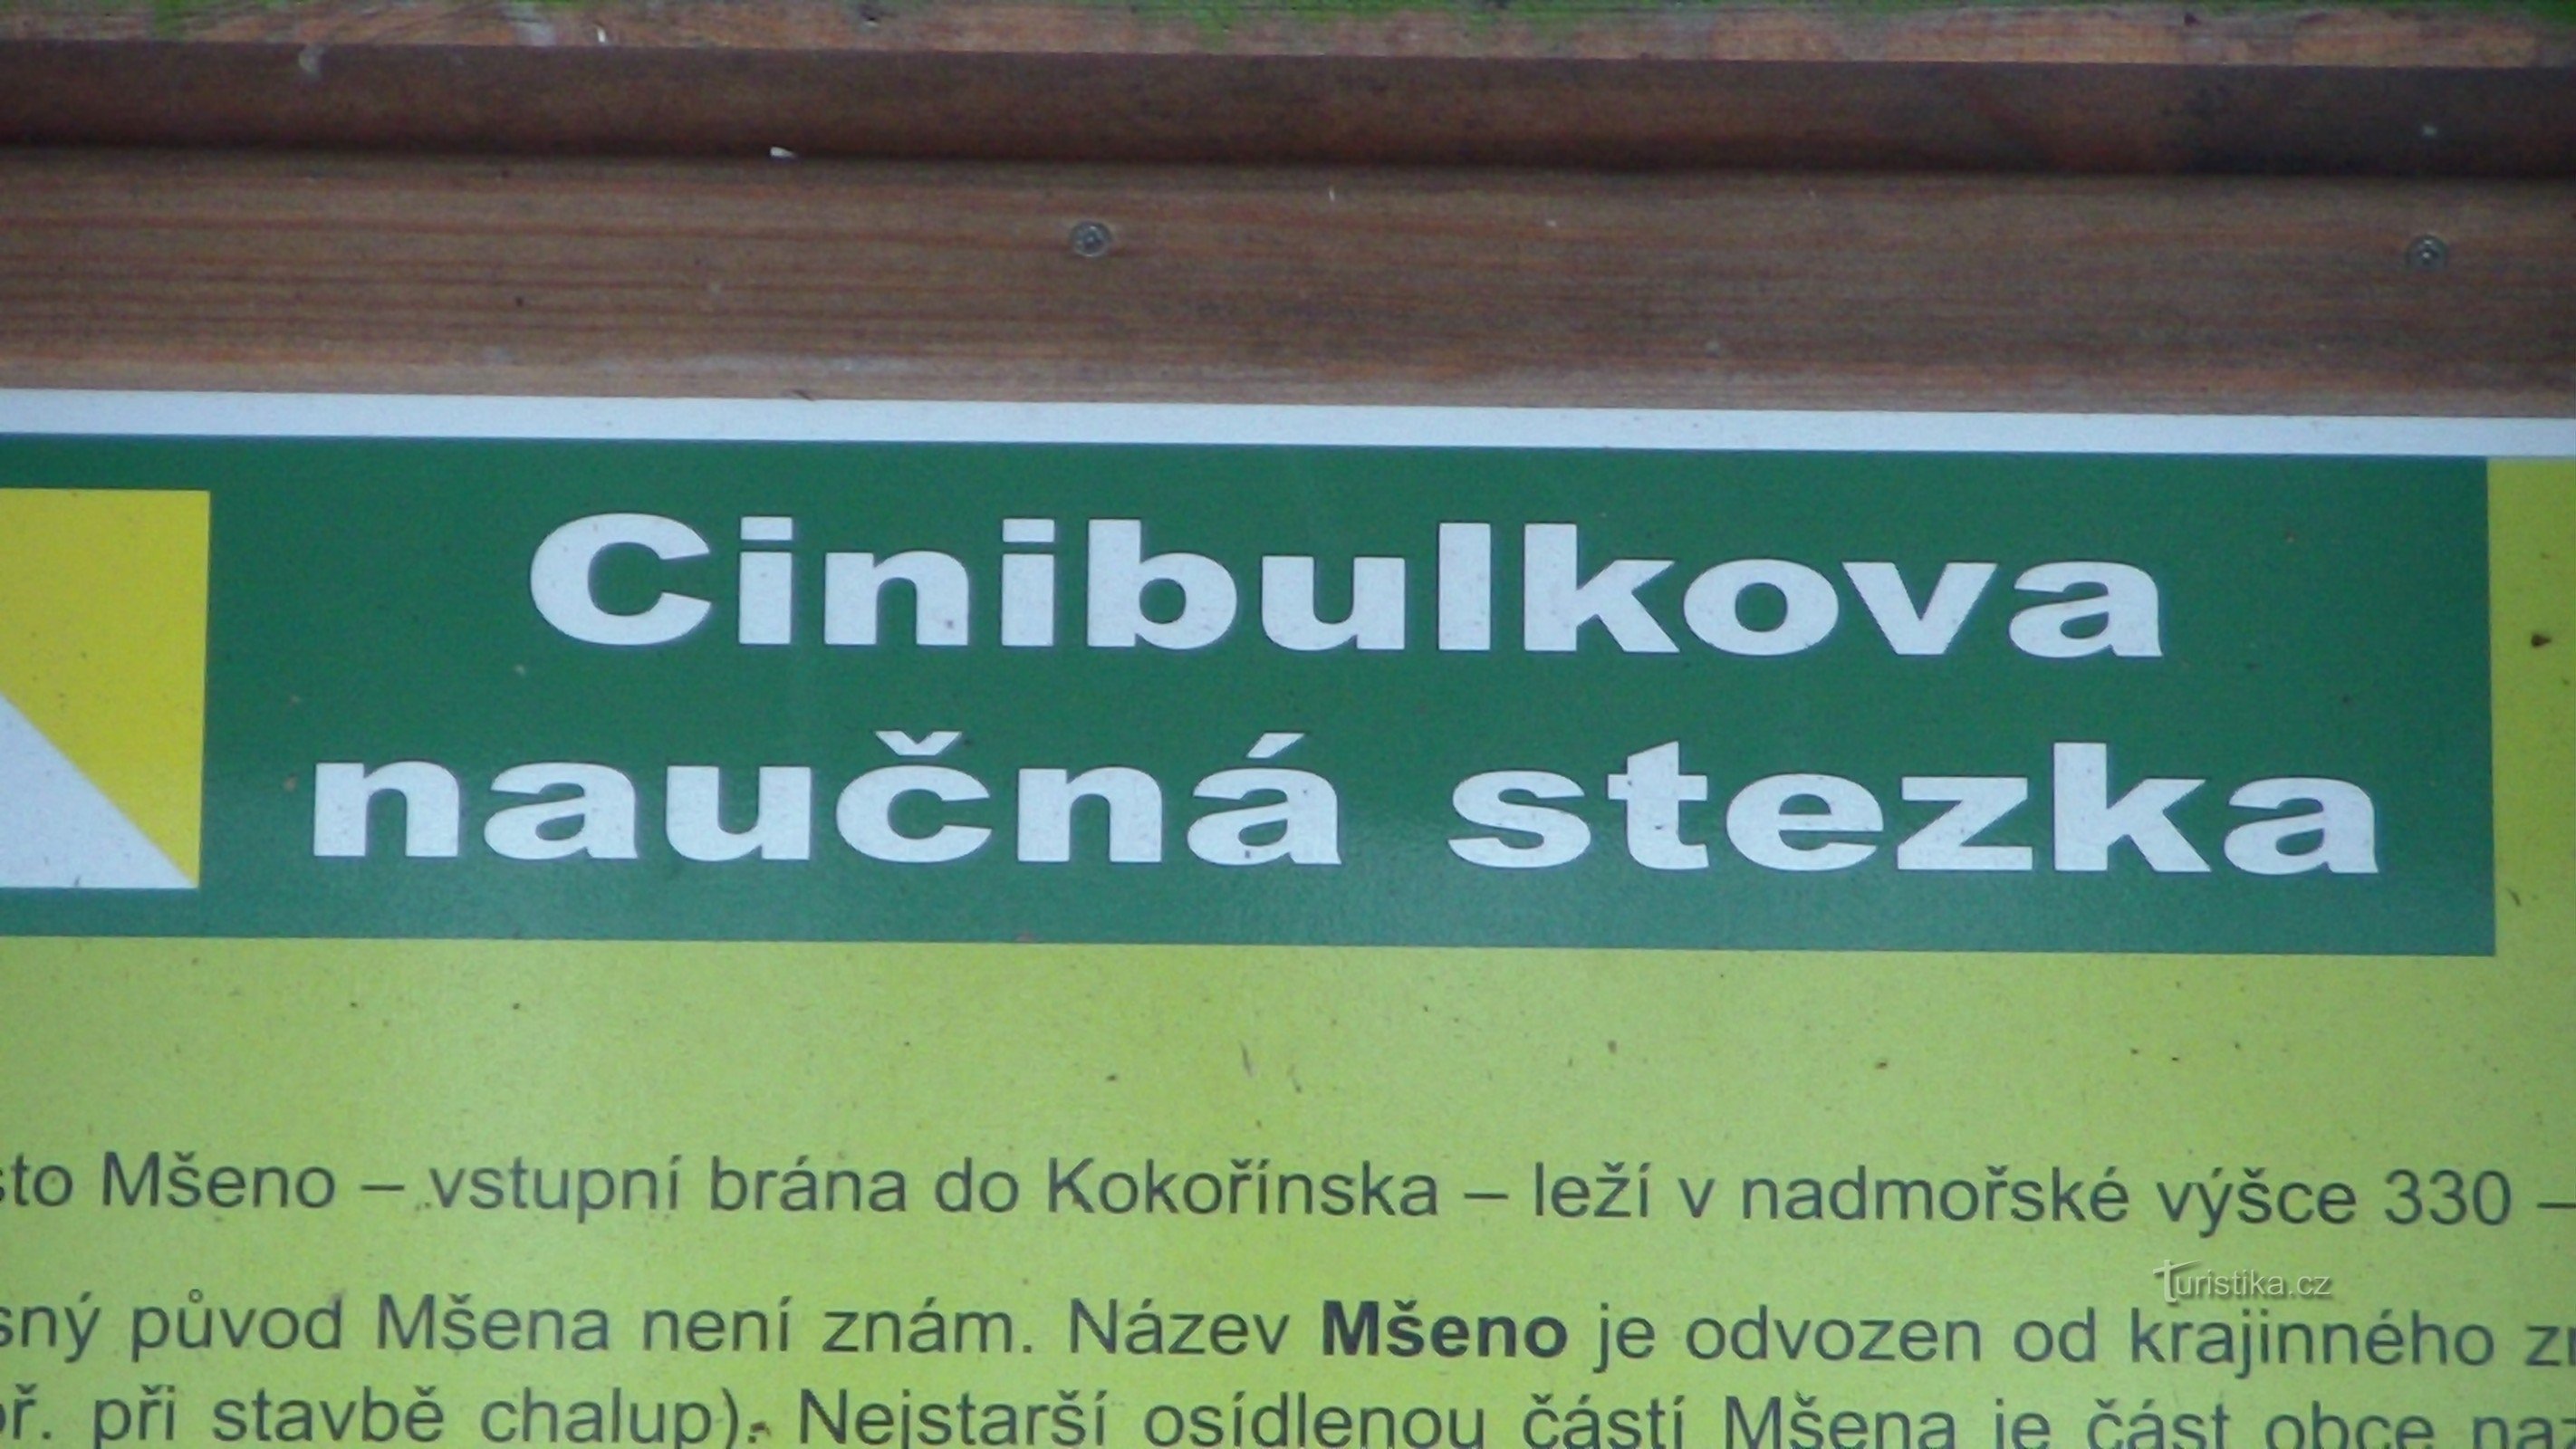 Cinibulkova
naučná stezka
sto Mšeno – vstupní brána do Kokořínska – leží v nadmořské výšce 330 –
Turistika.cz
sný původ Mšena není znám. Název Mšeno je odvozen od krajinného
př. při stavbě chalup). Nejstarší osídlenou částí Mšena je část obce